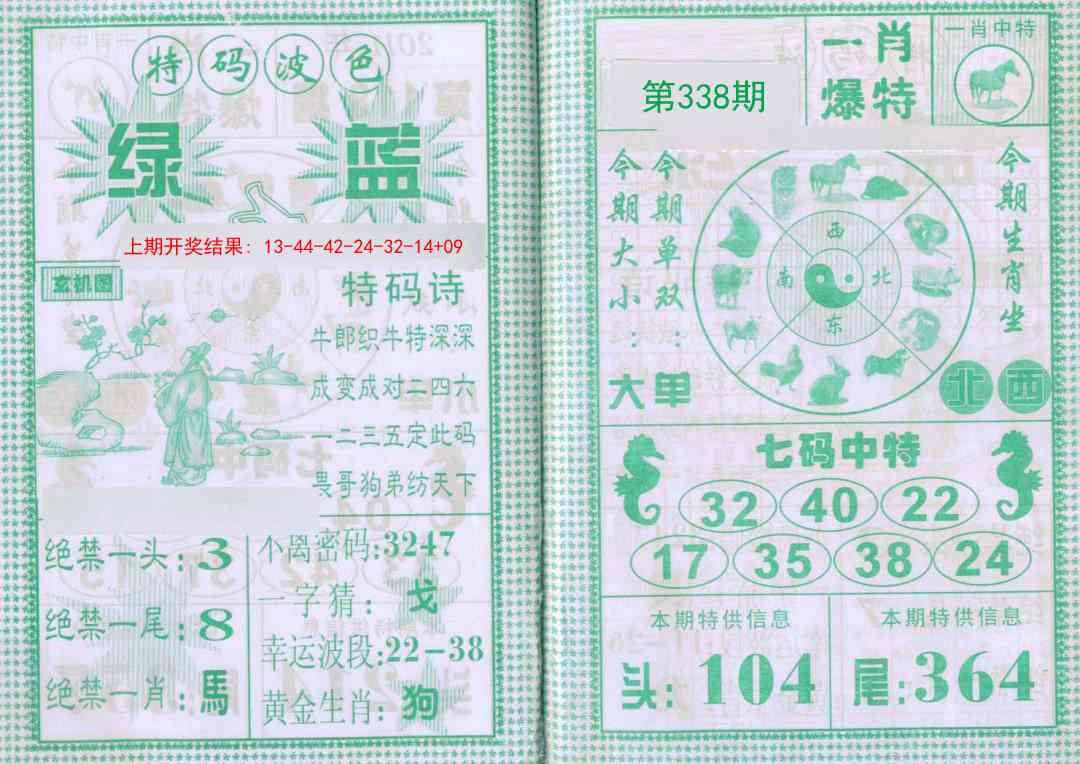 特码波色
绿 蓝
上期开奖结果: 13-44-42-24-32-14+09
玄机图
特码诗
牛郎织牛特深深
成变成对二四六
一二三五定此码
畏哥狗弟纺天下
绝禁一头:3
绝禁一尾:8
绝禁一肖:馬
不离密码:3247
一字猜: 戈
幸运波段:22-38
黄金生肖:狗
第338期
一肖
爆特
一肖中特
今期大小:大
今期单双:单
西
南 北
东
今期生肖坐
北 西
七码中特
32 40 22
17 35 38 24
本期特供信息
头:104
本期特供信息
尾:364